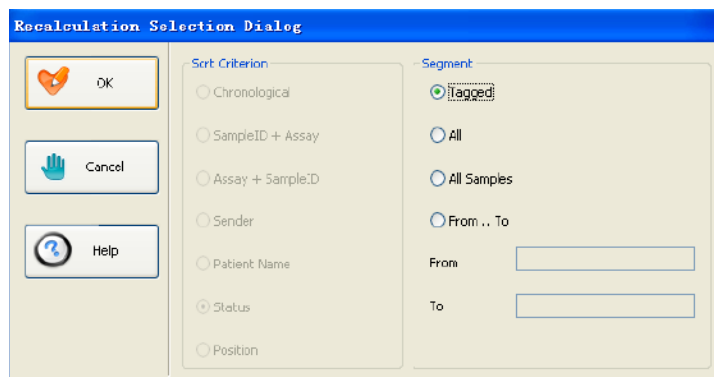 Recalculation Selection Dialog
OK
Cancel
Help
Sort Criterion
Chronological
SampleID + Assay
Assay + SampleID
Sender
Patient Name
Status
Position
Segment
Tagged
All
All Samples
From .. To
From
To